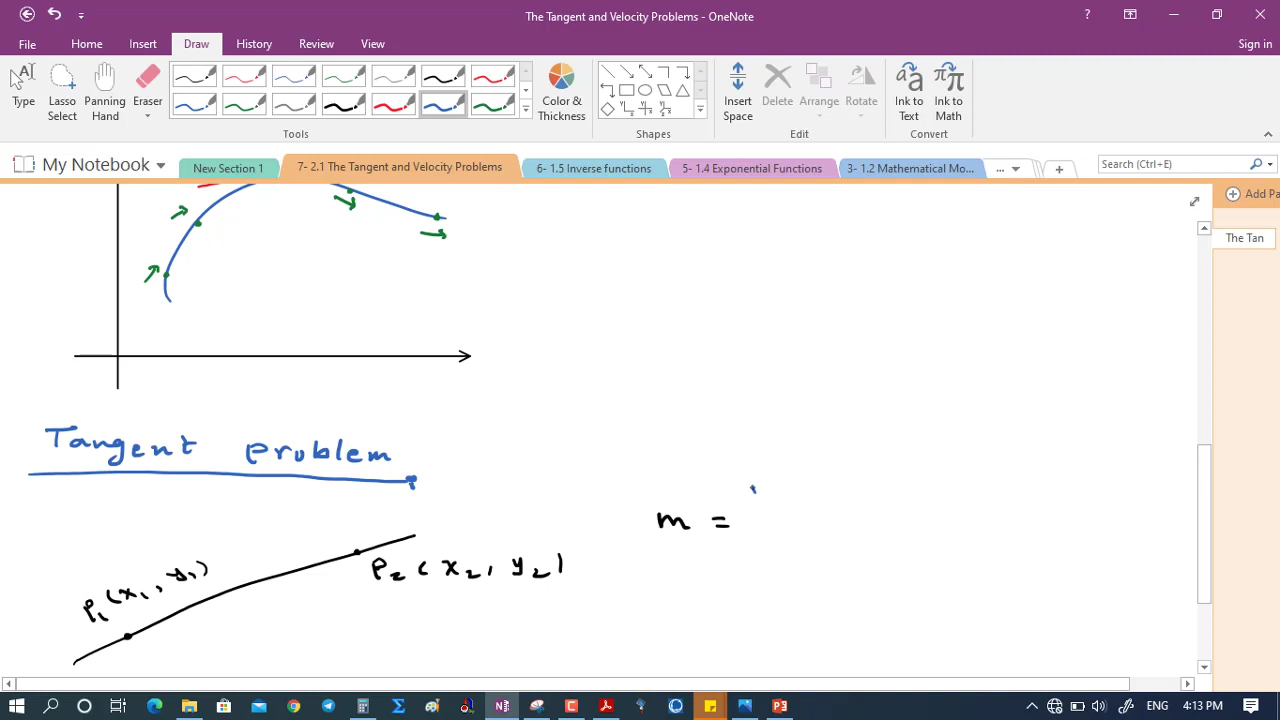 The Tangent and Velocity Problems - OneNote
File Home Insert Draw History Review View Sign in
Type
Lasso Select
Panning Hand
Eraser
Color & Thickness
Insert Space
Delete
Arrange
Rotate
Ink to Text
Ink to Math
Tools Shapes Edit Convert
My Notebook New Section 1 7- 2.1 The Tangent and Velocity Problems 6- 1.5 Inverse functions 5- 1.4 Exponential Functions 3- 1.2 Mathematical Mo... ... Search (Ctrl+E)
Add Pa
The Tan
Tangent problem
m =
P₁(x₁, y₁)
P₂(x₂, y₂)
ENG 4:13 PM